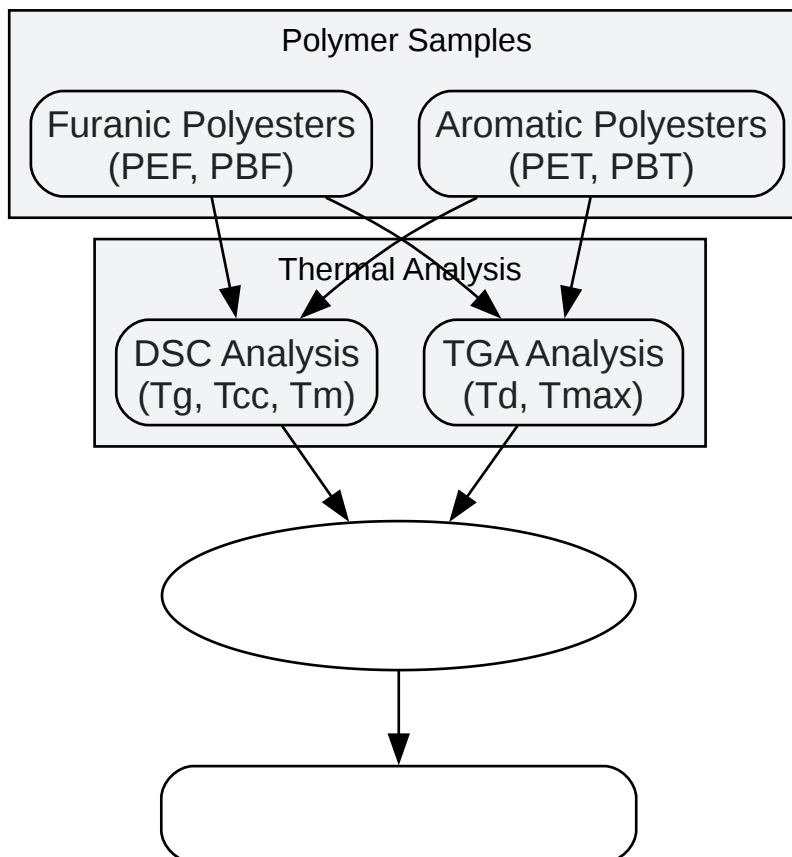 Polymer Samples
Furanic Polyesters
(PEF, PBF)
Aromatic Polyesters
(PET, PBT)
Thermal Analysis
DSC Analysis
(Tg, Tcc, Tm)
TGA Analysis
(Td, Tmax)